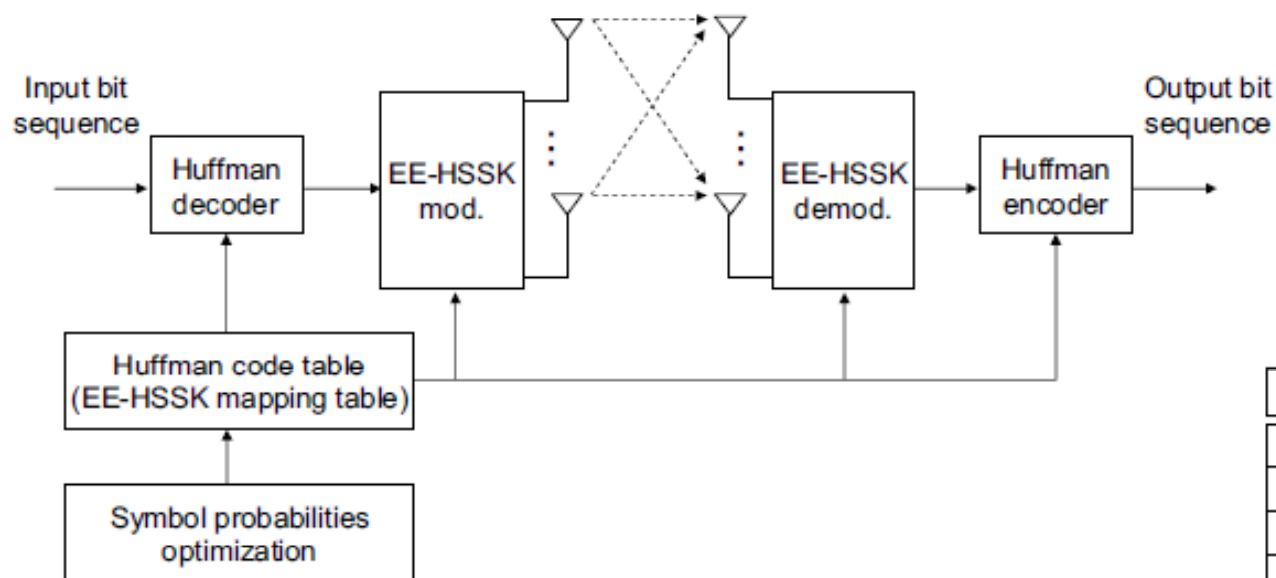 Input bit
sequence
Huffman
decoder
EE-HSSK
mod.
EE-HSSK
demod.
Huffman
encoder
Output bit
sequence
Huffman code table
(EE-HSSK mapping table)
Symbol probabilities
optimization